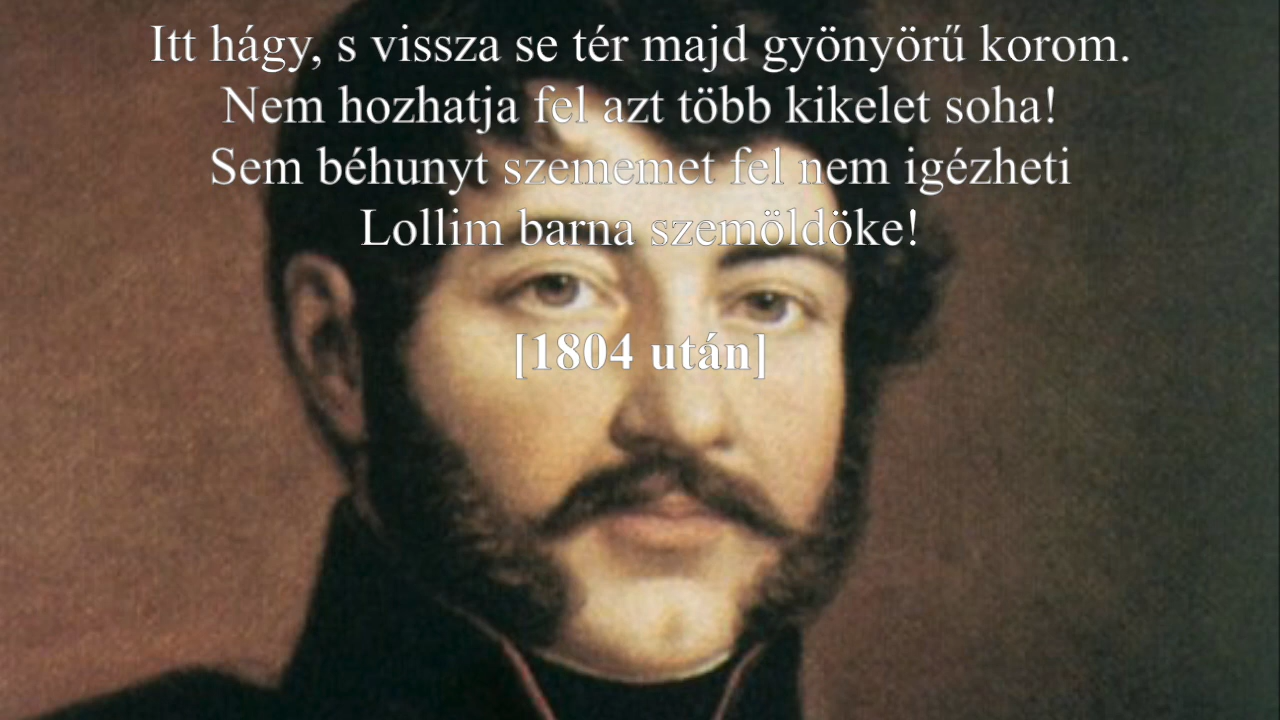 Itt hágy, s vissza se tér majd gyönyörű korom.
Nem hozhatja fel azt több kikelet soha!
Sem béhunyt szememet fel nem igézheti
Lollim barna szemöldöke!
[1804 után]